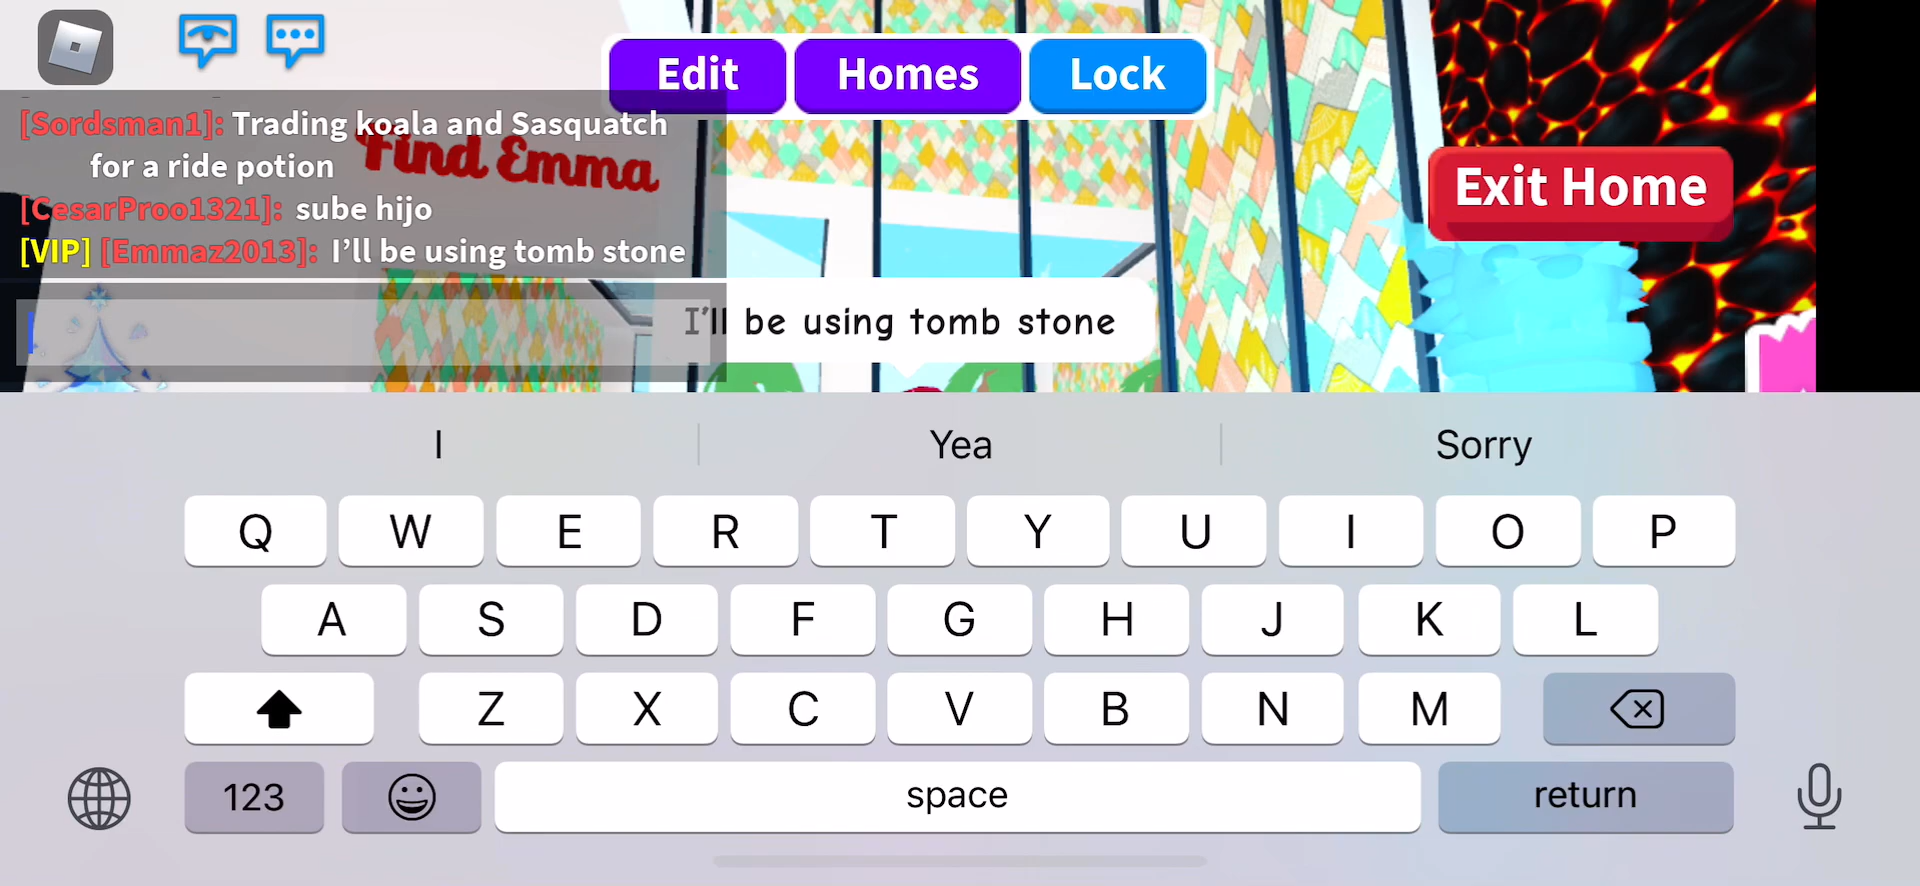 Edit Homes Lock
[Sordsman1]: Trading koala and Sasquatch
for a ride potion
Find Emma
Exit Home
[CesarProo1321]: sube hijo
[VIP] [Emmaz2013]: I’ll be using tomb stone
I'll be using tomb stone
I Yea Sorry
Q W E R T Y U I O P
A S D F G H J K L
Z X C V B N M
123 space return